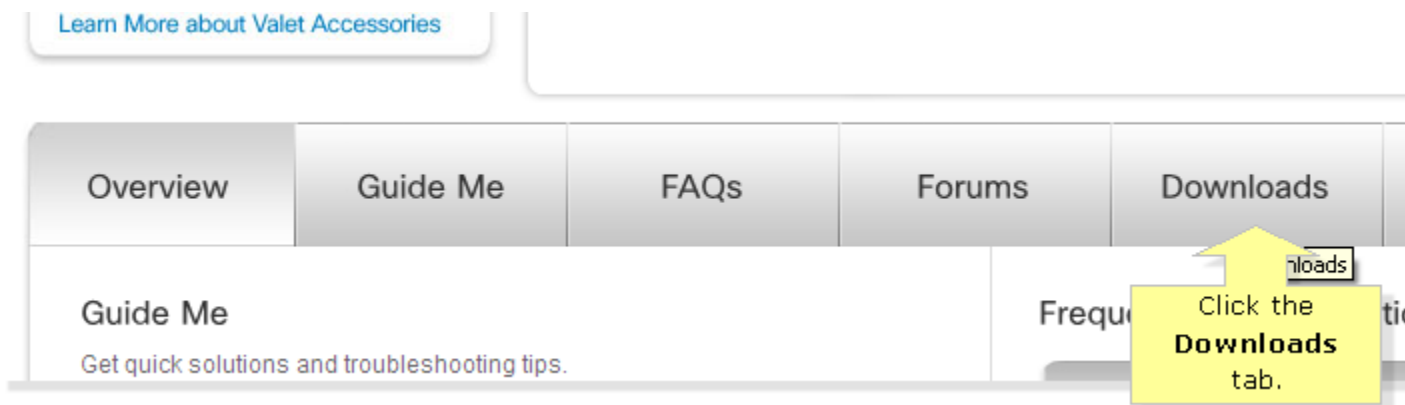 Learn More about Valet Accessories
Overview Guide Me FAQs Forums Downloads
nloads
Guide Me
Get quick solutions and troubleshooting tips.
Click the
Downloads
tab.